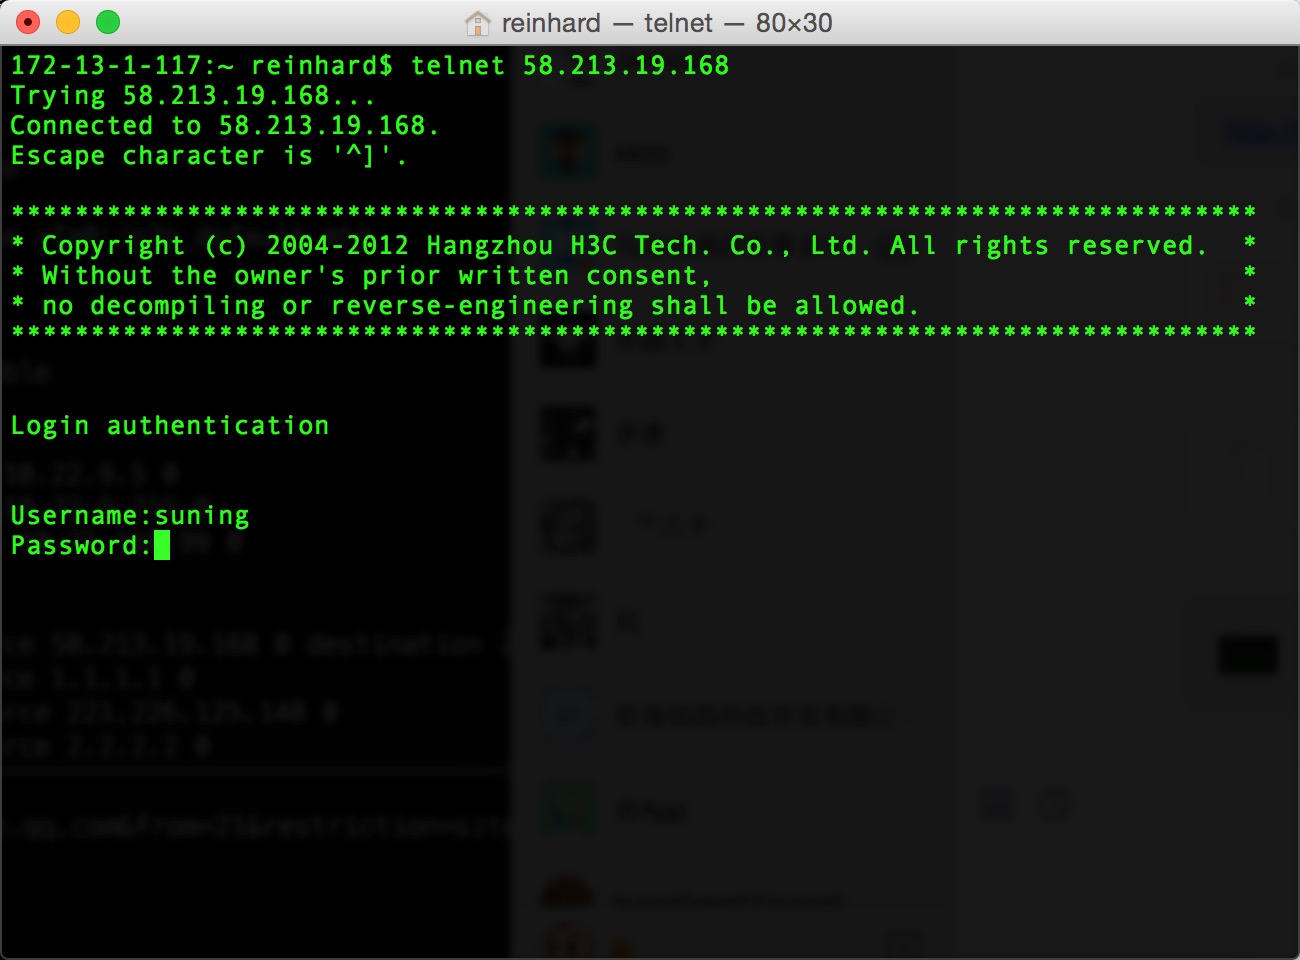 reinhard — telnet — 80×30
172-13-1-117:~ reinhard$ telnet 58.213.19.168
Trying 58.213.19.168...
Connected to 58.213.19.168.
Escape character is '^]'.
******************************************************************************
* Copyright (c) 2004-2012 Hangzhou H3C Tech. Co., Ltd. All rights reserved.  *
* Without the owner's prior written consent,                                 *
* no decompiling or reverse-engineering shall be allowed.                    *
******************************************************************************
Login authentication
Username:suning
Password: